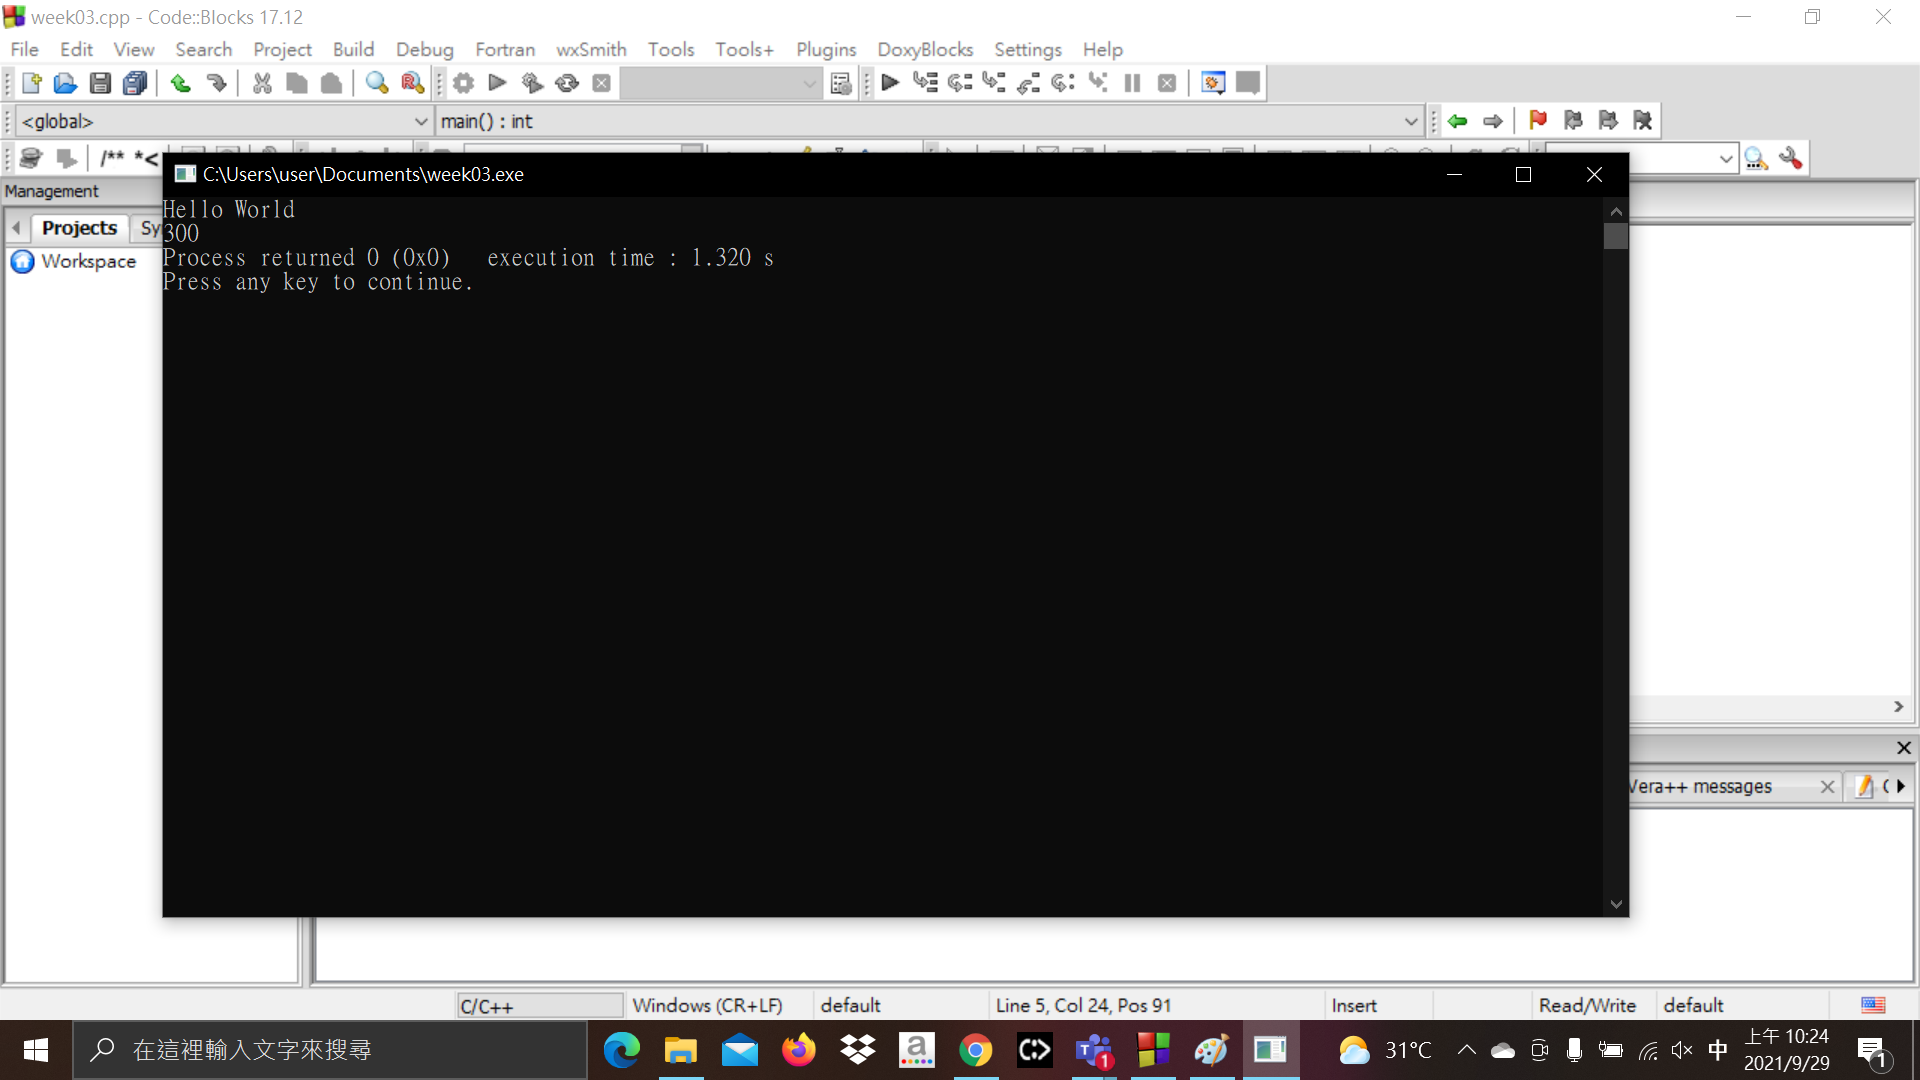 week03.cpp - Code::Blocks 17.12
File Edit View Search Project Build Debug Fortran wxSmith Tools Tools+ Plugins DoxyBlocks Settings Help
<global> main() : int
/** *<
C:\Users\user\Documents\week03.exe
Management
Hello World
Projects Sy
300
Workspace
Process returned 0 (0x0)   execution time : 1.320 s
Press any key to continue.
Vera++ messages
C/C++ Windows (CR+LF) default Line 5, Col 24, Pos 91 Insert Read/Write default
在這裡輸入文字來搜尋 31°C 中 上午 10:24
2021/9/29